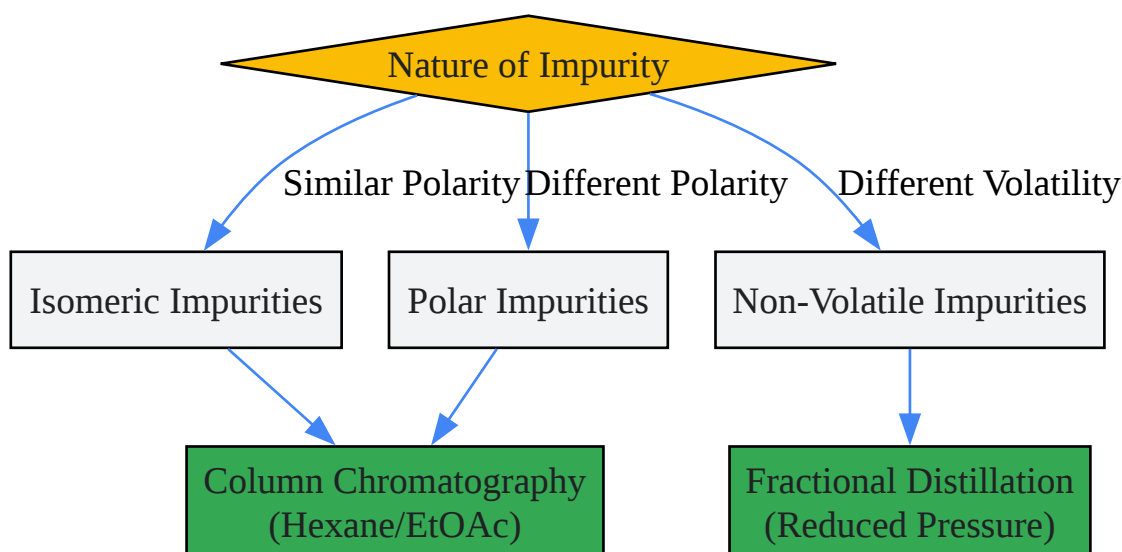 Nature of Impurity
Similar Polarity
Different Polarity
Different Volatility
Isomeric Impurities
Polar Impurities
Non-Volatile Impurities
Column Chromatography
(Hexane/EtOAc)
Fractional Distillation
(Reduced Pressure)